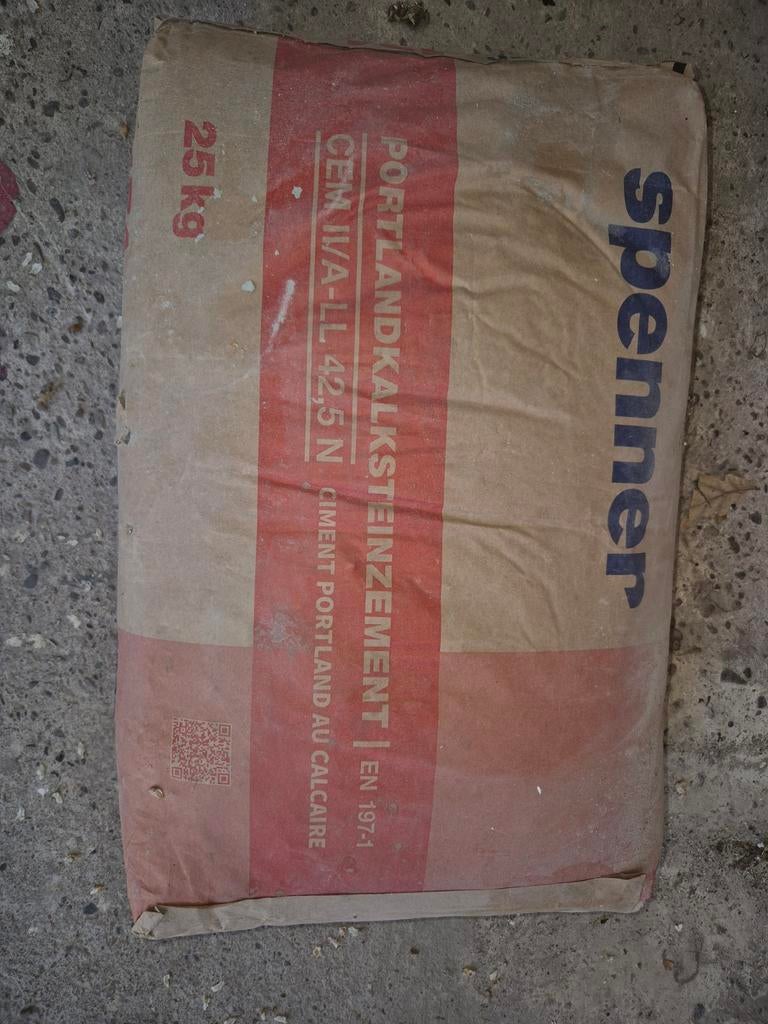 spenner
PORTLANDKALKSTEINZEMENT | EN 197-1
CEM II/A-LL 42,5 N CIMENT PORTLAND AU CALCAIRE
25 kg